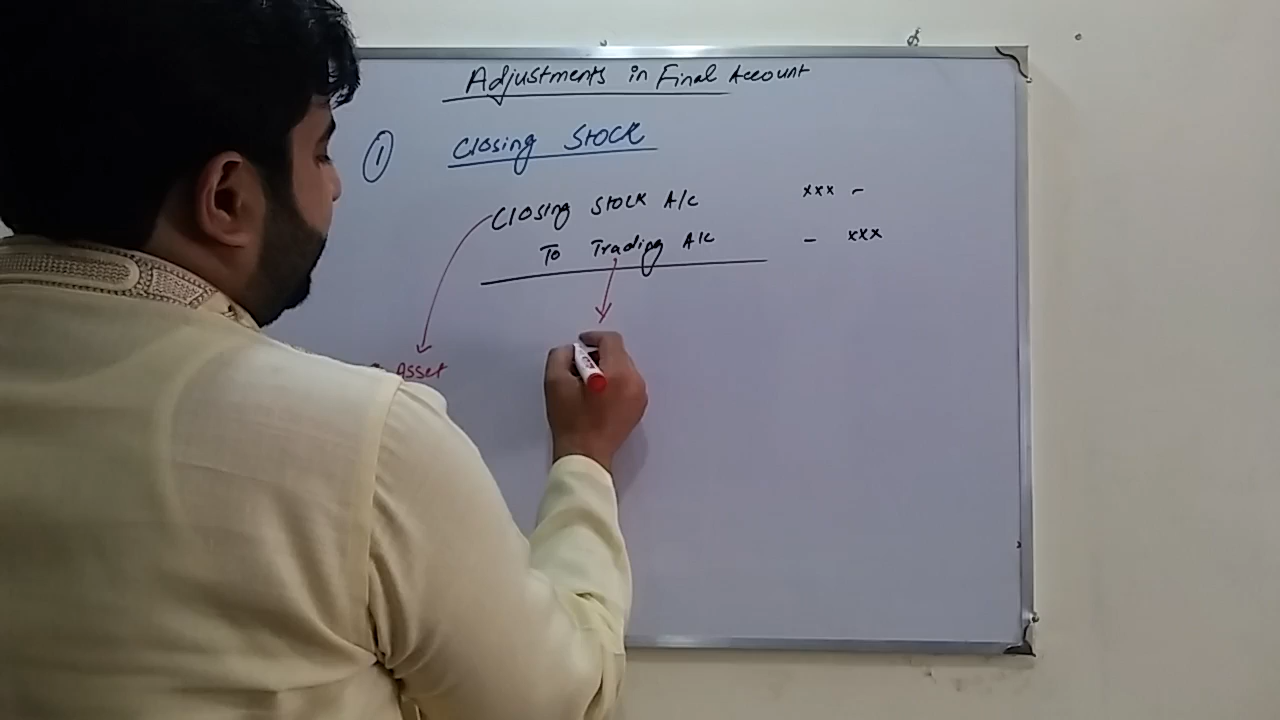 Adjustments in Final Account
① Closing Stock
Closing Stock A/c xxx -
To Trading A/c - xxx
Asset